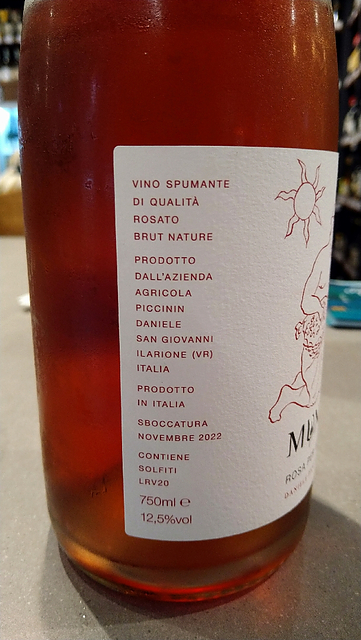 VINO SPUMANTE
DI QUALITÀ
ROSATO
BRUT NATURE
PRODOTTO
DALL'AZIENDA
AGRICOLA
PICCININ
DANIELE
SAN GIOVANNI
ILARIONE (VR)
ITALIA
PRODOTTO
IN ITALIA
SBOCCATURA
NOVEMBRE 2022
CONTIENE
SOLFITI
LRV20
750ml ℮
12,5%vol